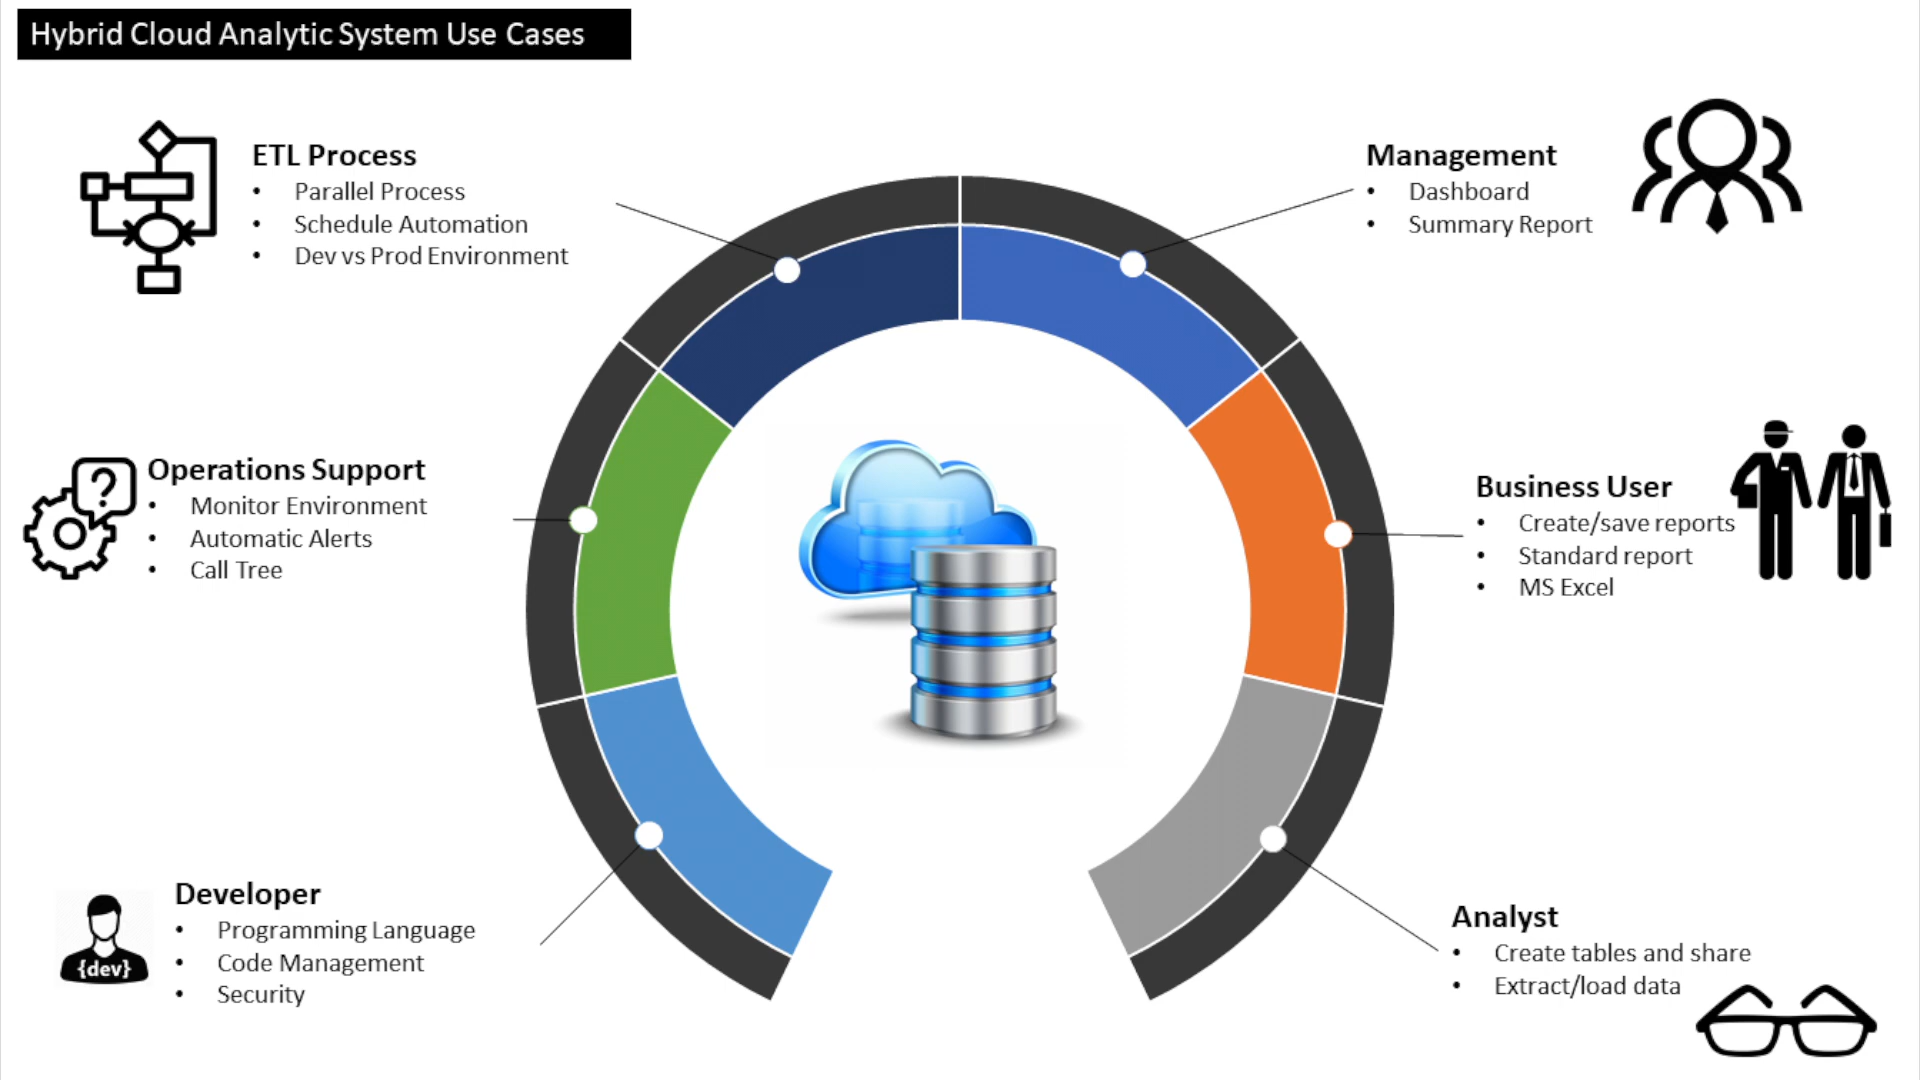 Hybrid Cloud Analytic System Use Cases
ETL Process
• Parallel Process
• Schedule Automation
• Dev vs Prod Environment
Management
• Dashboard
• Summary Report
Operations Support
• Monitor Environment
• Automatic Alerts
• Call Tree
?
Business User
• Create/save reports
• Standard report
• MS Excel
Developer
• Programming Language
• Code Management
• Security
{dev}
Analyst
• Create tables and share
• Extract/load data